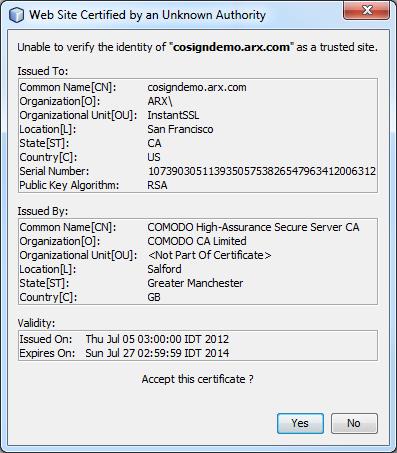 Web Site Certified by an Unknown Authority
Unable to verify the identity of "cosigndemo.arx.com" as a trusted site.
Issued To:
Common Name[CN]: cosigndemo.arx.com
Organization[O]: ARX\
Organizational Unit[OU]: InstantSSL
Location[L]: San Francisco
State[ST]: CA
Country[C]: US
Serial Number: 107390305113935057538265479634120063​12
Public Key Algorithm: RSA
Issued By:
Common Name[CN]: COMODO High-Assurance Secure Server CA
Organization[O]: COMODO CA Limited
Organizational Unit[OU]: <Not Part Of Certificate>
Location[L]: Salford
State[ST]: Greater Manchester
Country[C]: GB
Validity:
Issued On: Thu Jul 05 03:00:00 IDT 2012
Expires On: Sun Jul 27 02:59:59 IDT 2014
Accept this certificate ?
Yes No